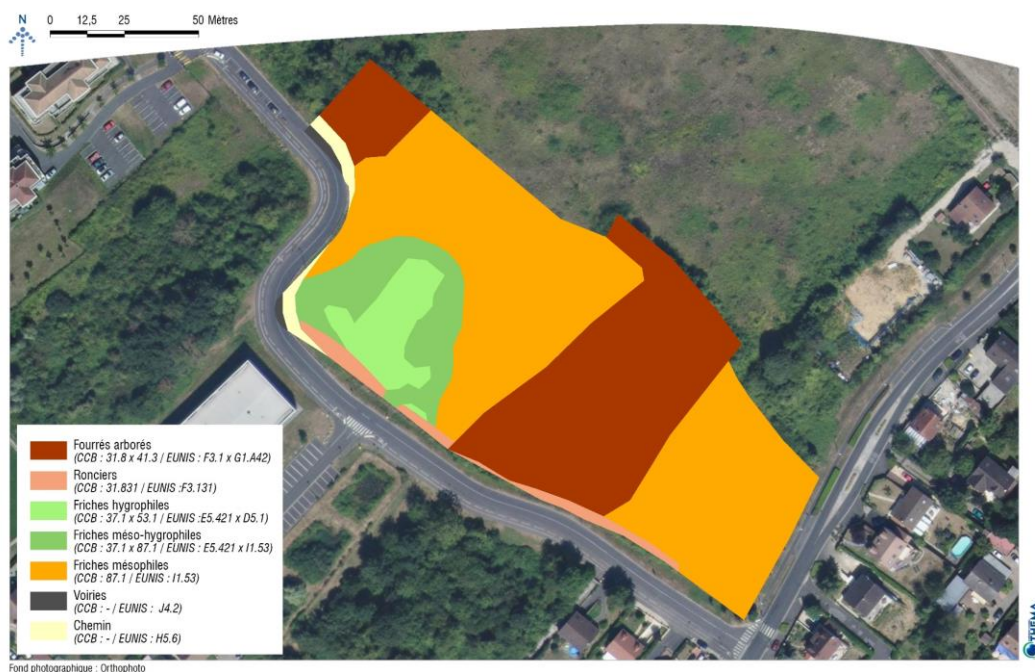 N
0 12,5 25 50 Mètres
Fourrés arborés
(CCB : 31.8 x 41.3 / EUNIS : F3.1 x G1.A42)
Ronciers
(CCB : 31.831 / EUNIS :F3.131)
Friches hygrophiles
(CCB : 37.1 x 53.1 / EUNIS :E5.421 x D5.1)
Friches méso-hygrophiles
(CCB : 37.1 x 87.1 / EUNIS : E5.421 x I1.53)
Friches mésophiles
(CCB : 87.1 / EUNIS : I1.53)
Voiries
(CCB : - / EUNIS : J4.2)
Chemin
(CCB : - / EUNIS : H5.6)
THEMA
Fond photographique : Orthophoto